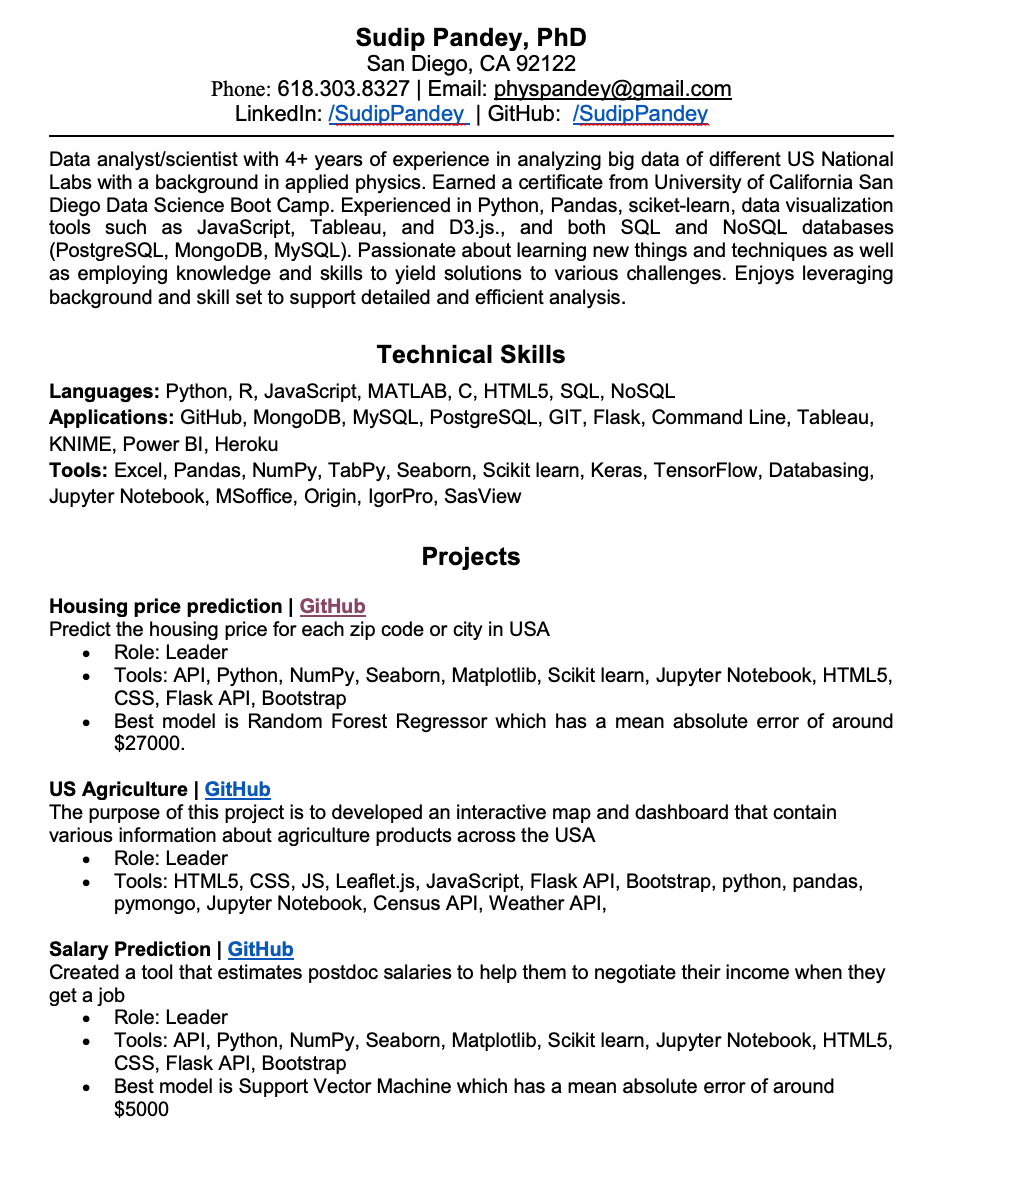 Sudip Pandey, PhD
San Diego, CA 92122
Phone: 618.303.8327 | Email: physpandey@gmail.com
LinkedIn: /SudipPandey | GitHub: /SudipPandey
Data analyst/scientist with 4+ years of experience in analyzing big data of different US National
Labs with a background in applied physics. Earned a certificate from University of California San
Diego Data Science Boot Camp. Experienced in Python, Pandas, sciket-learn, data visualization
tools such as JavaScript, Tableau, and D3.js., and both SQL and NoSQL databases
(PostgreSQL, MongoDB, MySQL). Passionate about learning new things and techniques as well
as employing knowledge and skills to yield solutions to various challenges. Enjoys leveraging
background and skill set to support detailed and efficient analysis.
Technical Skills
Languages: Python, R, JavaScript, MATLAB, C, HTML5, SQL, NoSQL
Applications: GitHub, MongoDB, MySQL, PostgreSQL, GIT, Flask, Command Line, Tableau,
KNIME, Power BI, Heroku
Tools: Excel, Pandas, NumPy, TabPy, Seaborn, Scikit learn, Keras, TensorFlow, Databasing,
Jupyter Notebook, MSoffice, Origin, IgorPro, SasView
Projects
Housing price prediction | GitHub
Predict the housing price for each zip code or city in USA
• Role: Leader
• Tools: API, Python, NumPy, Seaborn, Matplotlib, Scikit learn, Jupyter Notebook, HTML5,
CSS, Flask API, Bootstrap
• Best model is Random Forest Regressor which has a mean absolute error of around
$27000.
US Agriculture | GitHub
The purpose of this project is to developed an interactive map and dashboard that contain
various information about agriculture products across the USA
• Role: Leader
• Tools: HTML5, CSS, JS, Leaflet.js, JavaScript, Flask API, Bootstrap, python, pandas,
pymongo, Jupyter Notebook, Census API, Weather API,
Salary Prediction | GitHub
Created a tool that estimates postdoc salaries to help them to negotiate their income when they
get a job
• Role: Leader
• Tools: API, Python, NumPy, Seaborn, Matplotlib, Scikit learn, Jupyter Notebook, HTML5,
CSS, Flask API, Bootstrap
• Best model is Support Vector Machine which has a mean absolute error of around
$5000